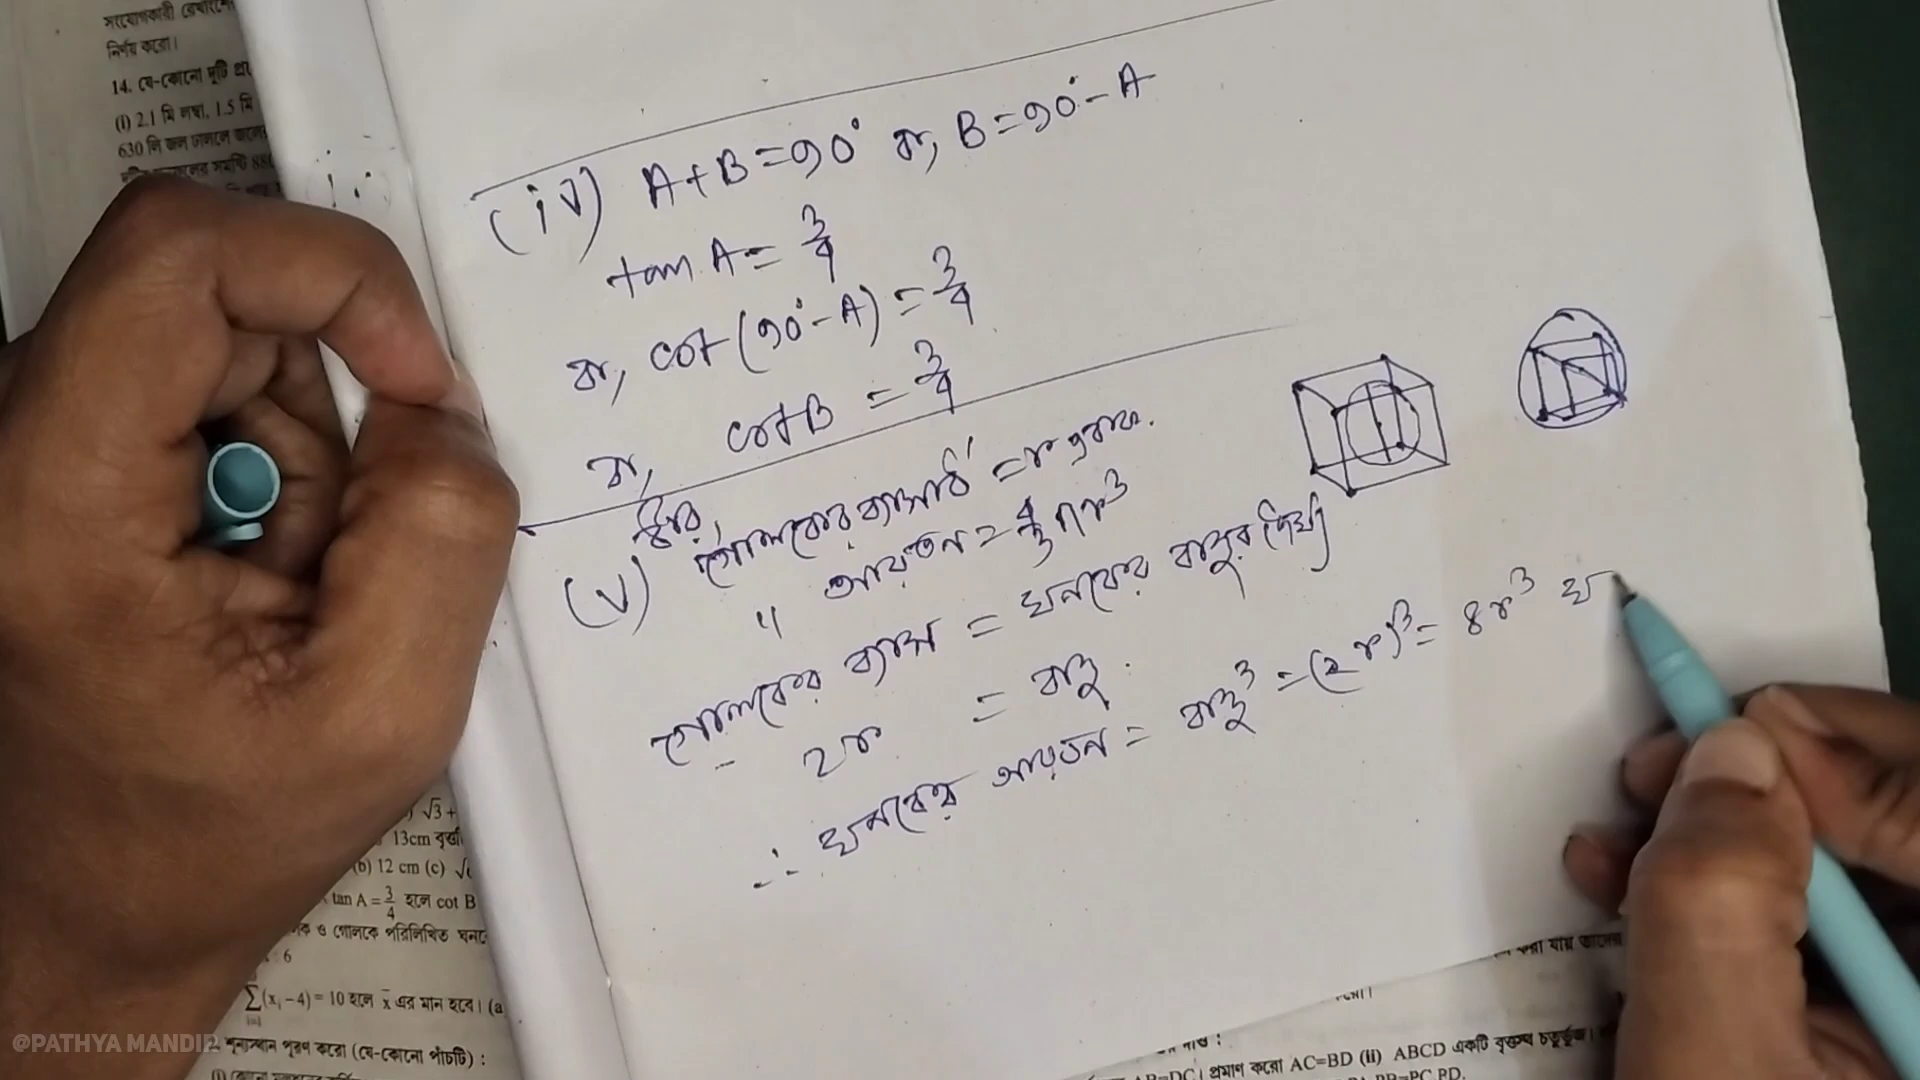 নির্ণয় করো।
14. যে-কোনো দুটি
(i) 2.1 মি লম্বা, 1.5 মি
630 লি জল ঢাললে
(iv) A+B=90° বা, B=90°-A
tan A = 3/4
বা, cot (90°-A) = 3/4
বা, cot B = 3/4
ধরি,
(v) গোলকের ব্যাসার্ধ = r একক.
" আয়তন = 4/3 πr³
গোলকের ব্যাস = ঘনকের বাহুর দৈর্ঘ্য
2r = বাহু.
∴ ঘনকের আয়তন = বাহু³ = (2r)³ = 8r³ ঘ
√3 +
13cm
(b) 12 cm (c)
tan A = 3/4 হলে cot B
ও গোলকে পরিলিখিত
: 6
∑(xᵢ – 4) = 10 হলে x̄ এর মান হবে। (a)
শূন্যস্থান পূরণ করো (যে-কোনো পাঁচটি) :
প্রমাণ করো AC=BD (ii) ABCD একটি বৃত্তস্থ চতুর্ভুজ।
@PATHYA MANDIR